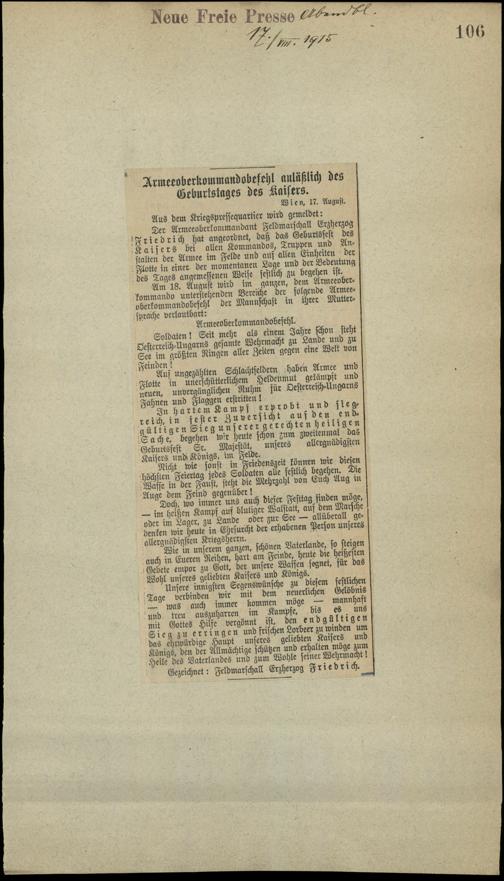 Neue Freie Presse Abendbl.
17./VIII. 1915
106
Armeeoberkommandobefehl anläßlich des
Geburtstages des Kaisers.
Wien, 17. August.
Aus dem Kriegspressequartier wird gemeldet:
Der Armeeoberkommandant Feldmarschall Erzherzog
Friedrich hat angeordnet, daß das Geburtsfest des
Kaisers bei allen Kommandos, Truppen und An-
stalten der Armee im Felde und auf allen Einheiten der
Flotte in einer der momentanen Lage und der Bedeutung
des Tages angemessenen Weise festlich zu begehen ist.
Am 18. August wird im ganzen, dem Armeeober-
kommando unterstehenden Bereiche der folgende Armee-
oberkommandobefehl der Mannschaft in ihrer Mutter-
sprache verlautbart:
Armeeoberkommandobefehl.
Soldaten! Seit mehr als einem Jahre schon steht
Oesterreich-Ungarns gesamte Wehrmacht zu Lande und zu
See im größten Ringen aller Zeiten gegen eine Welt von
Feinden!
Auf ungezählten Schlachtfeldern haben Armee und
Flotte in unerschütterlichem Heldenmut gekämpft und
neuen, unvergänglichen Ruhm für Oesterreich-Ungarns
Fahnen und Flaggen erstritten!
In hartem Kampf erprobt und sieg-
reich, in fester Zuversicht auf den end-
gültigen Sieg unserer gerechten heiligen
Sache, begehen wir heute schon zum zweitenmal das
Geburtsfest Sr. Majestät, unseres allergnädigsten
Kaisers und Königs, im Felde.
Nicht wie sonst in Friedenszeit können wir diesen
höchsten Feiertag jedes Soldaten alle festlich begehen. Die
Waffe in der Faust, steht die Mehrzahl von Euch Aug in
Auge dem Feind gegenüber!
Doch, wo immer uns auch dieser Festtag finden möge,
— im heißen Kampf auf blutiger Walstatt, auf dem Marsche
oder im Lager, zu Lande oder zur See — allüberall ge-
denken wir heute in Ehrfurcht der erhabenen Person unseres
allergnädigsten Kriegsherrn.
Wie in unserem ganzen, schönen Vaterlande, so steigen
auch in Eueren Reihen, hart am Feinde, heute die heißesten
Gebete empor zu Gott, der unsere Waffen segnet, für das
Wohl unseres geliebten Kaisers und Königs.
Unsere innigsten Segenswünsche zu diesem festlichen
Tage verbinden wir mit dem neuerlichen Gelöbnis
— was auch immer kommen möge — mannhaft
und treu auszuharren im Kampfe, bis es uns
mit Gottes Hilfe vergönnt ist, den endgültigen
Sieg zu erringen und frischen Lorbeer zu winden um
das ehrwürdige Haupt unseres geliebten Kaisers und
Königs, den der Allmächtige schützen und erhalten möge zum
Heile des Vaterlandes und zum Wohle seiner Wehrmacht!
Gezeichnet: Feldmarschall Erzherzog Friedrich.